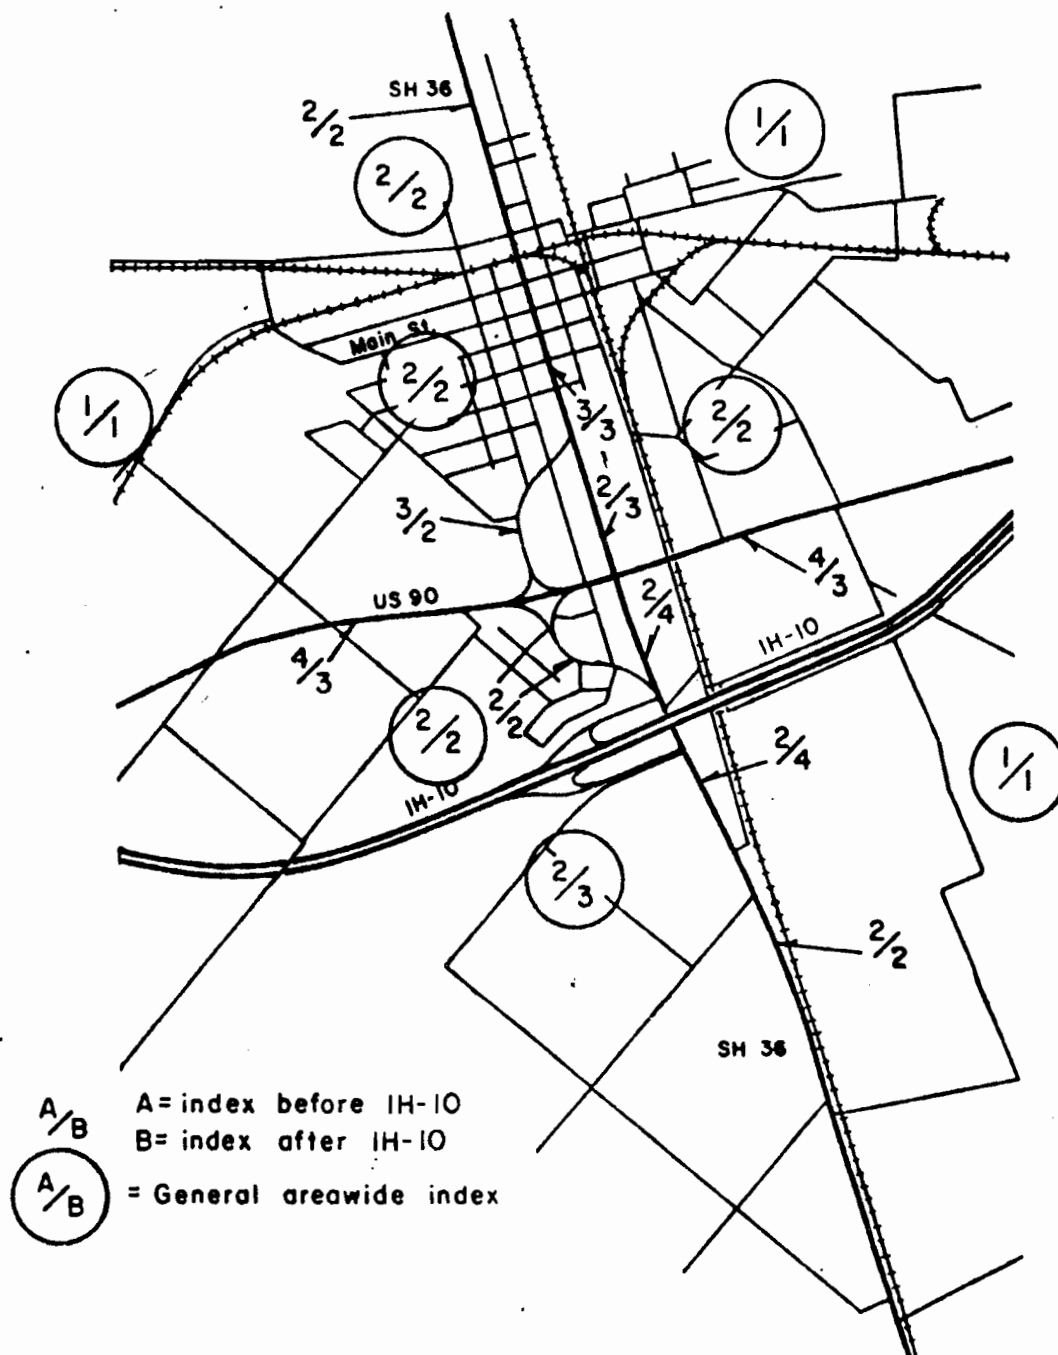 SH 36
2/2
1/1
2/2
Main St.
2/2
1/1
3/3
2/2
2/3
3/2
4/3
US 90
2/4
IH-10
4/3
2/2
2/2
2/4
1/1
IH-10
2/3
2/2
SH 36
A/B
A= index before IH-10
B= index after IH-10
A/B = General areawide index